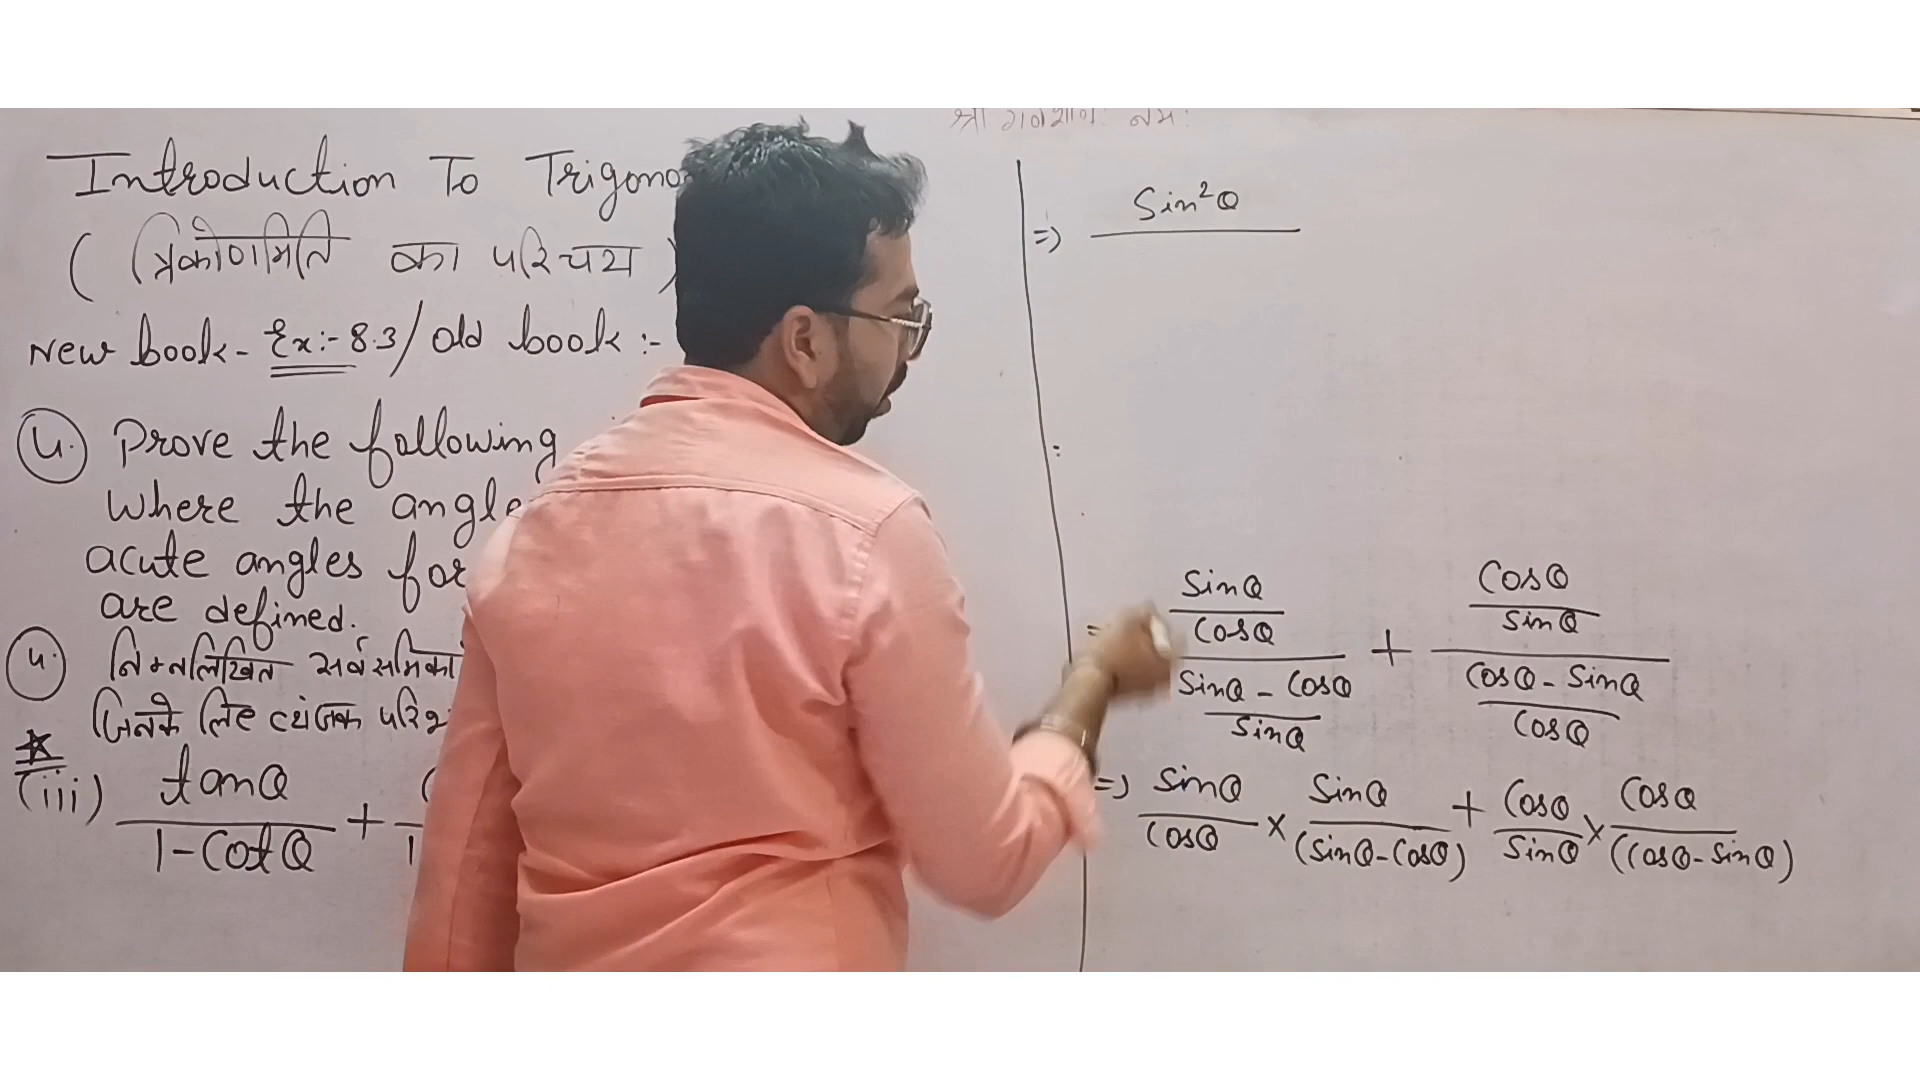 Introduction To Trigono
( त्रिकोणमिति का परिचय )
New book - Ex:- 8.3 / Old book :-
4. Prove the following
where the angle
acute angles for
are defined.
4. निम्नलिखित सर्वसमिका
जिनके लिए व्यंजक परि
(iii) tanθ / (1-cotθ) +
श्री नमः
=> Sin²θ
=> (Sinθ/Cosθ) / ((Sinθ - Cosθ)/Sinθ) + (Cosθ/Sinθ) / ((Cosθ - Sinθ)/Cosθ)
=> Sinθ/Cosθ × Sinθ/(Sinθ-Cosθ) + Cosθ/Sinθ × Cosθ/(Cosθ-Sinθ)